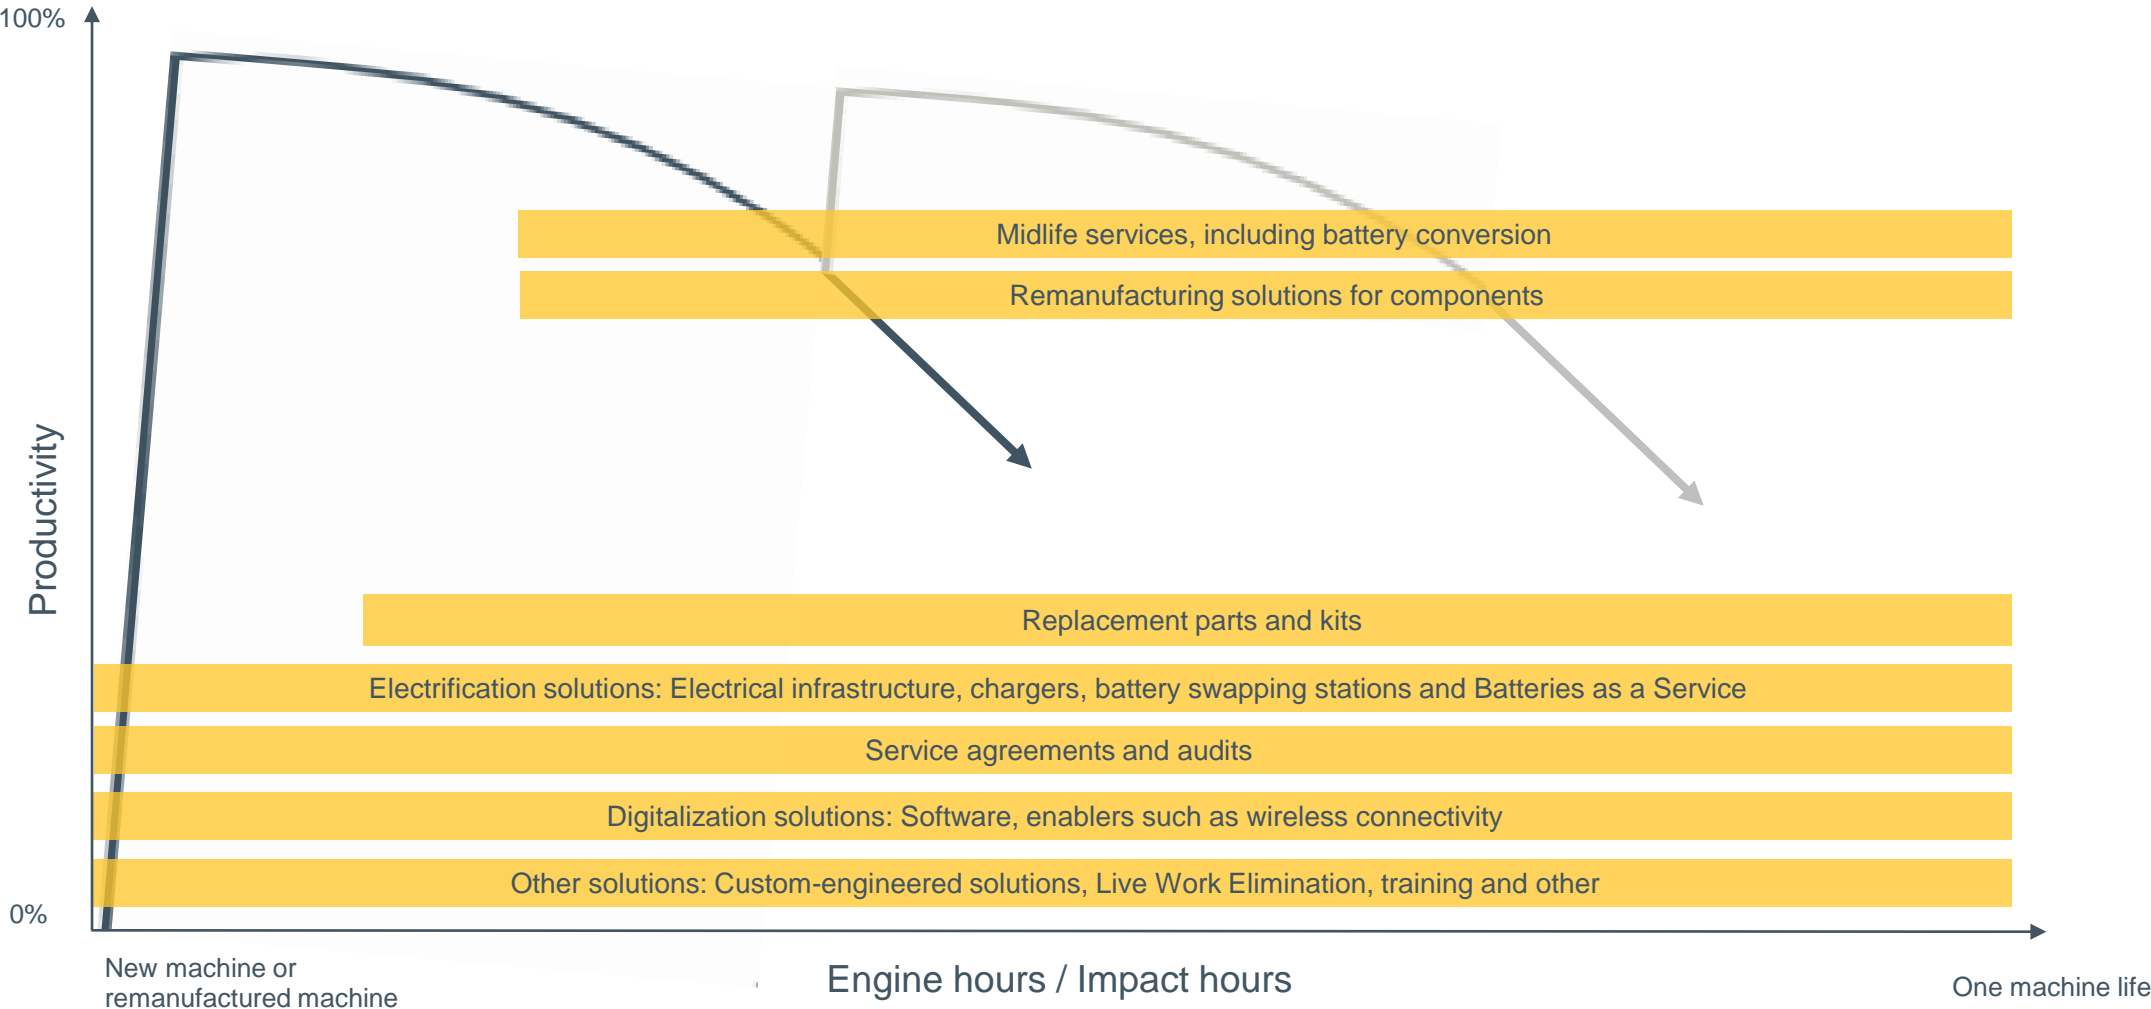 100%
Midlife services, including battery conversion
Remanufacturing solutions for components
Productivity
Replacement parts and kits
Electrification solutions: Electrical infrastructure, chargers, battery swapping stations and Batteries as a Service
Service agreements and audits
Digitalization solutions: Software, enablers such as wireless connectivity
Other solutions: Custom-engineered solutions, Live Work Elimination, training and other
0%
New machine or
remanufactured machine
Engine hours / Impact hours
One machine life